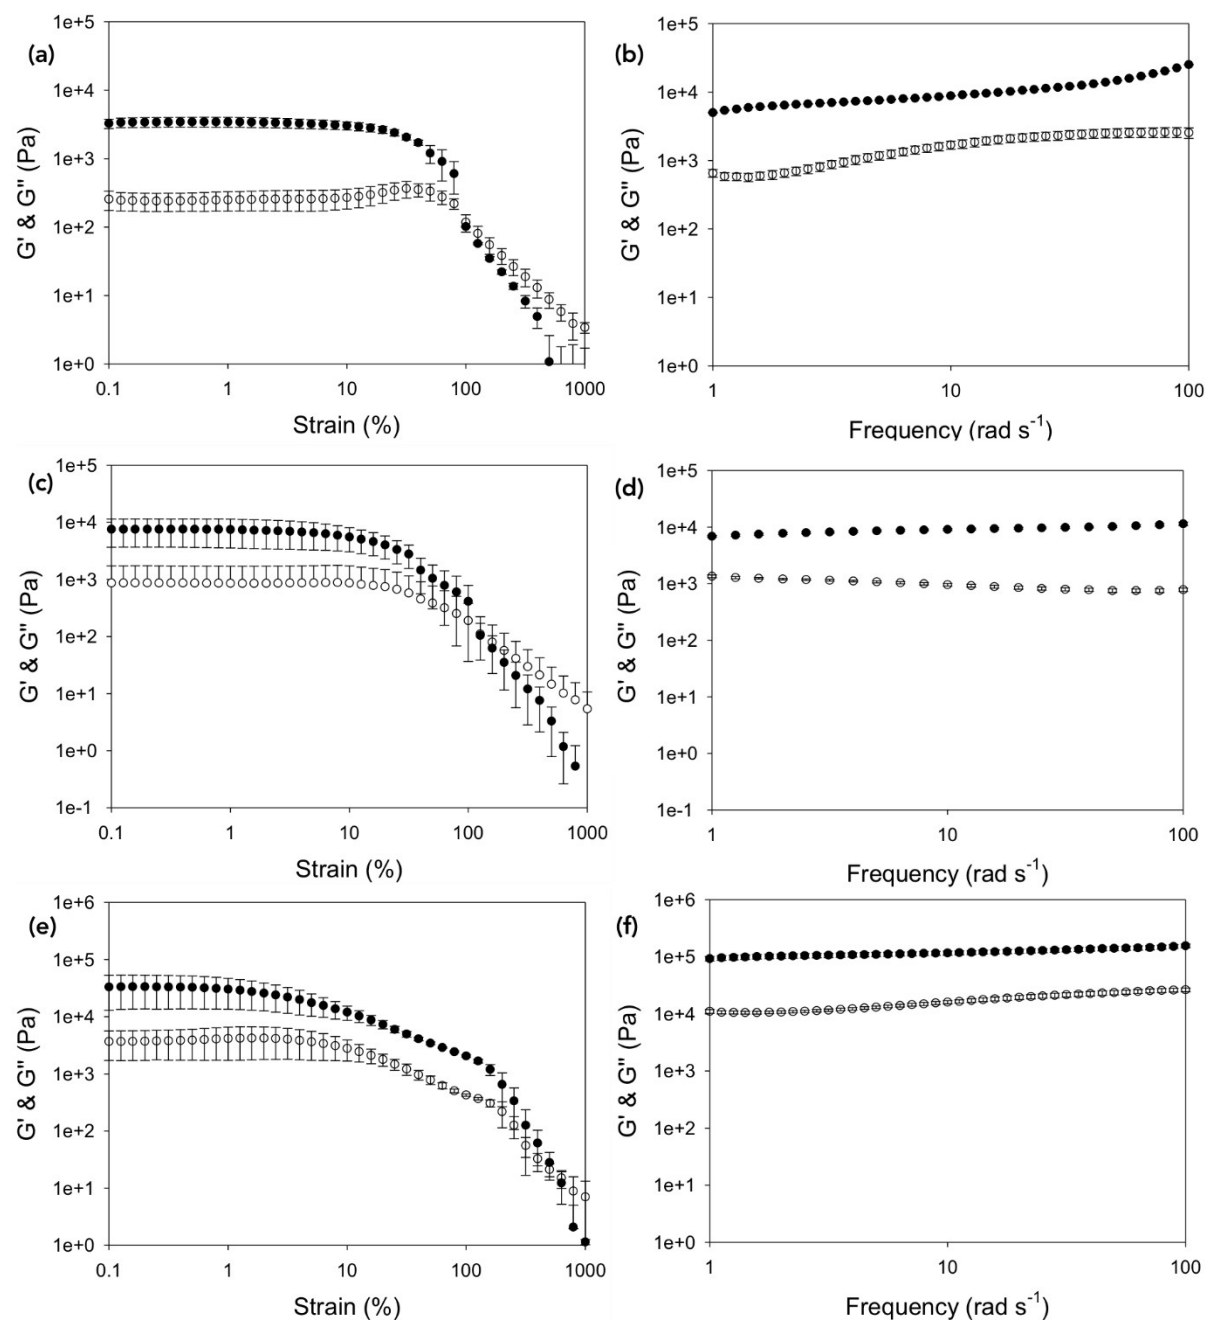 (a)
1e+5
1e+4
1e+3
1e+2
1e+1
1e+0
G' & G" (Pa)
0.1 1 10 100 1000
Strain (%)
(b)
1e+5
1e+4
1e+3
1e+2
1e+1
1e+0
G' & G" (Pa)
1 10 100
Frequency (rad s-1)
(c)
1e+5
1e+4
1e+3
1e+2
1e+1
1e+0
1e-1
G' & G" (Pa)
0.1 1 10 100 1000
Strain (%)
(d)
1e+5
1e+4
1e+3
1e+2
1e+1
1e+0
1e-1
G' & G" (Pa)
1 10 100
Frequency (rad s-1)
(e)
1e+6
1e+5
1e+4
1e+3
1e+2
1e+1
1e+0
G' & G" (Pa)
0.1 1 10 100 1000
Strain (%)
(f)
1e+6
1e+5
1e+4
1e+3
1e+2
1e+1
1e+0
G' & G" (Pa)
1 10 100
Frequency (rad s-1)